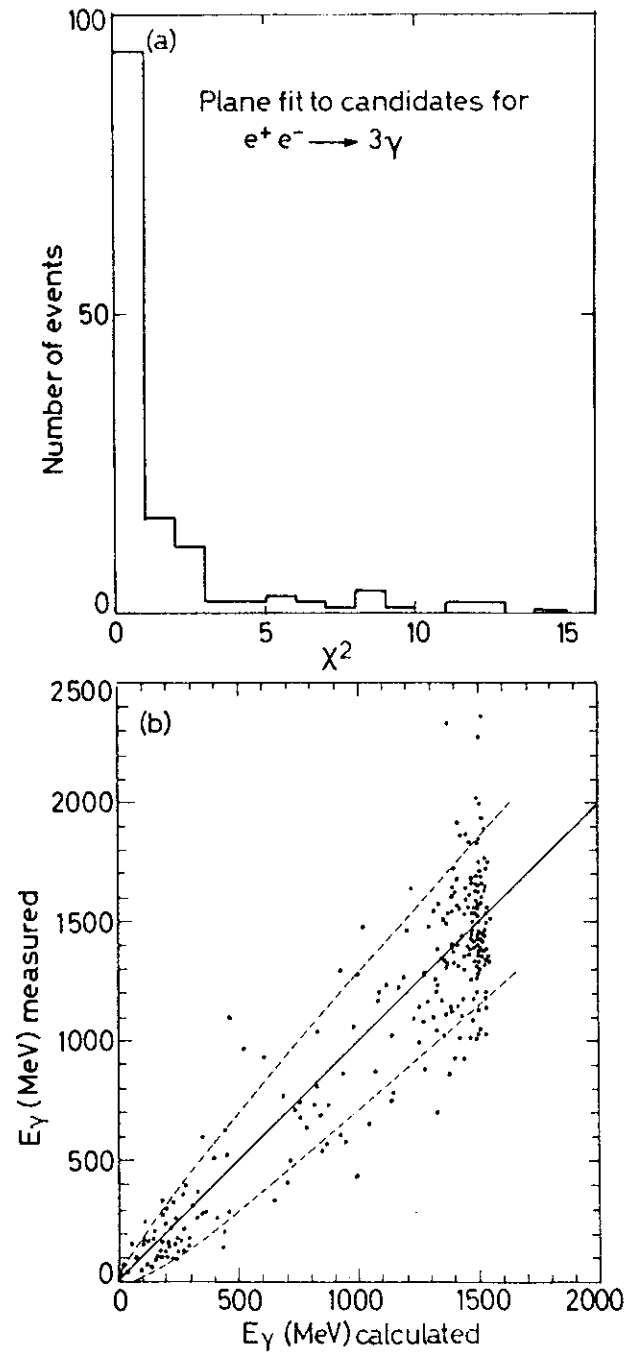 100
(a)
Plane fit to candidates for
e⁺ e⁻ ⟶ 3γ
Number of events
50
0
0 5 10 15
χ²
2500
(b)
2000
1500
1000
500
0
Eγ (MeV) measured
0 500 1000 1500 2000
Eγ (MeV) calculated